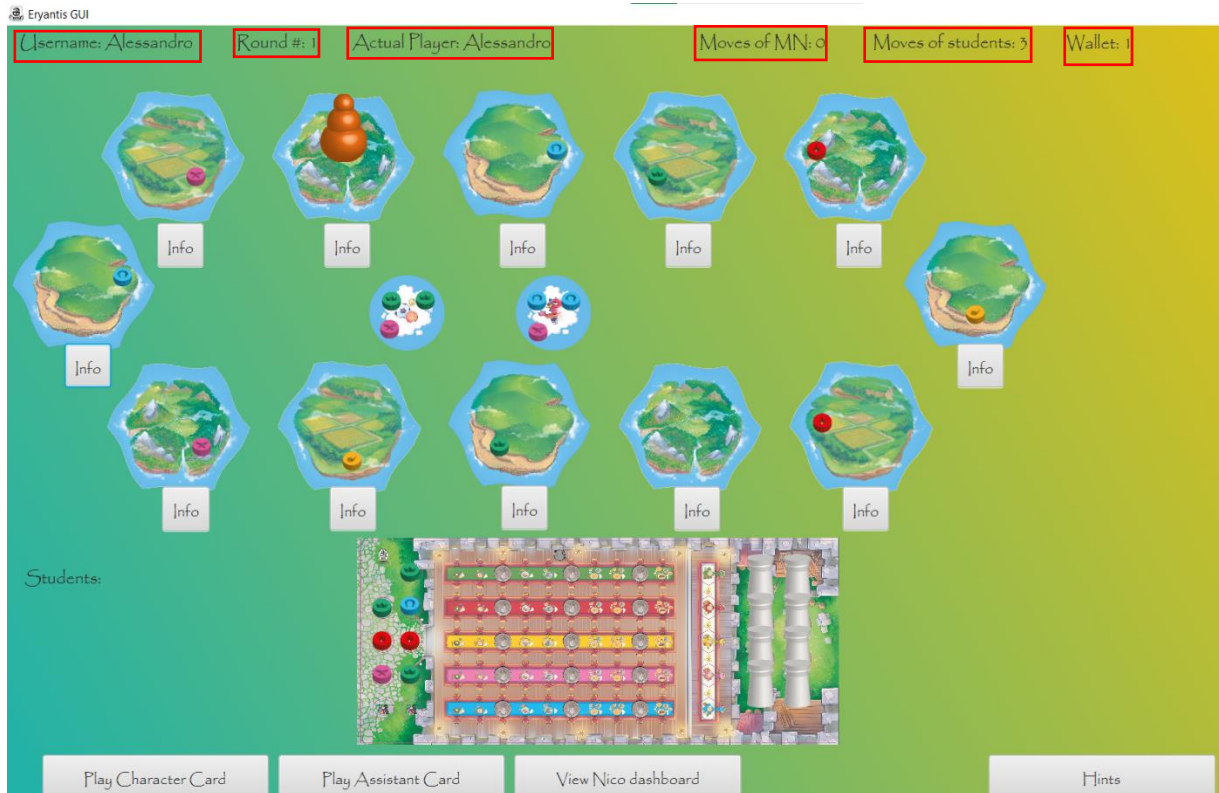 Eryantis GUI
Username: Alessandro Round #: 1 Actual Player: Alessandro Moves of MN: 0 Moves of students: 3 Wallet: 1
Info Info Info Info Info
Info Info
Info Info Info Info Info
Students:
Play Character Card Play Assistant Card View Nico dashboard Hints